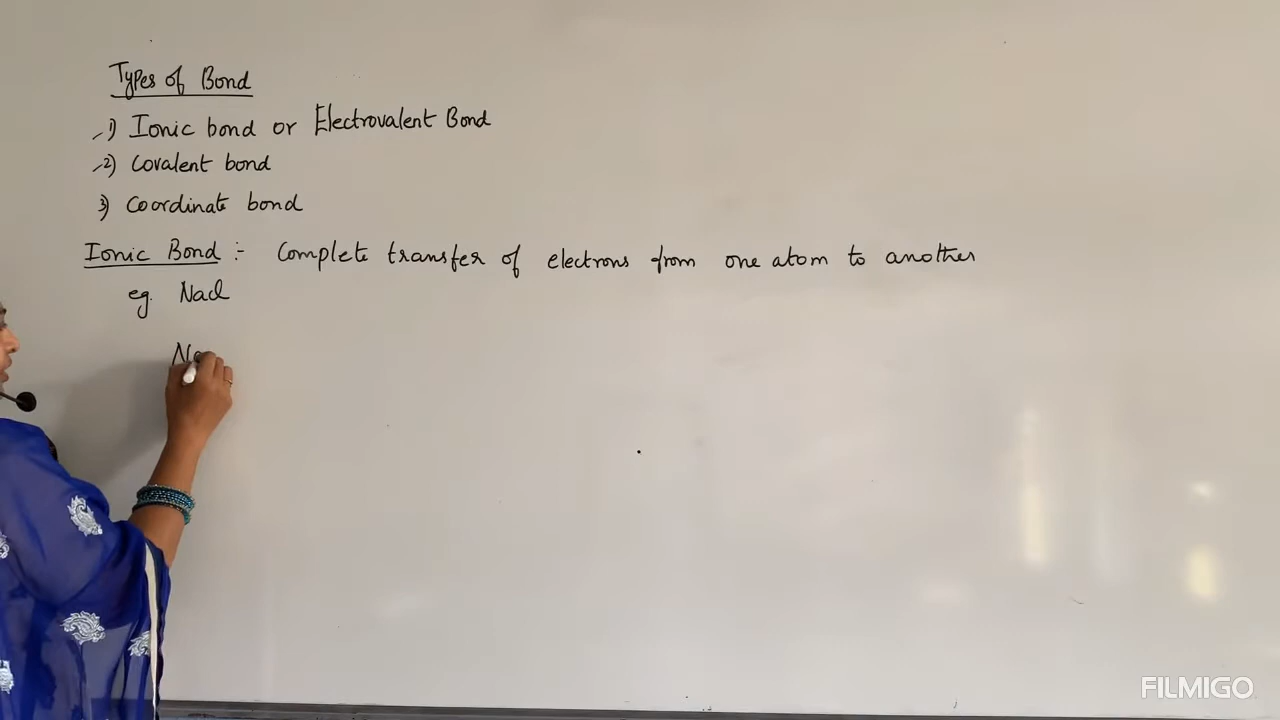 Types of Bond
1) Ionic bond or Electrovalent Bond
2) Covalent bond
3) Coordinate bond
Ionic Bond :- Complete transfer of electrons from one atom to another
eg. Nacl
Na
FILMIGO